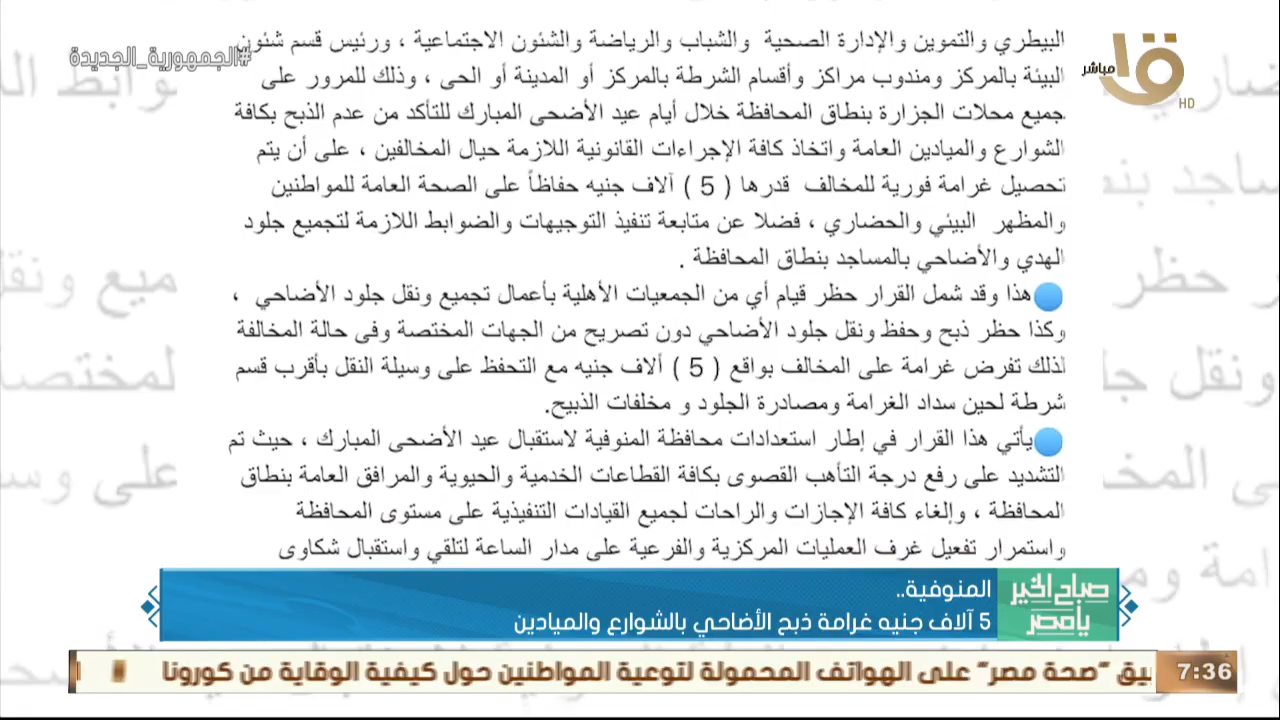 #الجمهورية_الجديدة
مباشر
HD
البيطري والتموين والإدارة الصحية والشباب والرياضة والشئون الاجتماعية ، ورئيس قسم شئون
البيئة بالمركز ومندوب مراكز وأقسام الشرطة بالمركز أو المدينة أو الحى ، وذلك للمرور على
جميع محلات الجزارة بنطاق المحافظة خلال أيام عيد الأضحى المبارك للتأكد من عدم الذبح بكافة
الشوارع والميادين العامة واتخاذ كافة الإجراءات القانونية اللازمة حيال المخالفين ، على أن يتم
تحصيل غرامة فورية للمخالف قدرها ( 5 ) آلاف جنيه حفاظاً على الصحة العامة للمواطنين
والمظهر البيئي والحضاري ، فضلا عن متابعة تنفيذ التوجيهات والضوابط اللازمة لتجميع جلود
الهدي والأضاحي بالمساجد بنطاق المحافظة .
هذا وقد شمل القرار حظر قيام أي من الجمعيات الأهلية بأعمال تجميع ونقل جلود الأضاحي ،
وكذا حظر ذبح وحفظ ونقل جلود الأضاحي دون تصريح من الجهات المختصة وفى حالة المخالفة
لذلك تفرض غرامة على المخالف بواقع ( 5 ) ألاف جنيه مع التحفظ على وسيلة النقل بأقرب قسم
شرطة لحين سداد الغرامة ومصادرة الجلود و مخلفات الذبيح.
يأتي هذا القرار في إطار استعدادات محافظة المنوفية لاستقبال عيد الأضحى المبارك ، حيث تم
التشديد على رفع درجة التأهب القصوى بكافة القطاعات الخدمية والحيوية والمرافق العامة بنطاق
المحافظة ، وإلغاء كافة الإجازات والراحات لجميع القيادات التنفيذية على مستوى المحافظة
واستمرار تفعيل غرف العمليات المركزية والفرعية على مدار الساعة لتلقي واستقبال شكاوى
صباح الخير
يا مصر
المنوفية..
5 آلاف جنيه غرامة ذبح الأضاحي بالشوارع والميادين
7:36
يق "صحة مصر" على الهواتف المحمولة لتوعية المواطنين حول كيفية الوقاية من كورونا